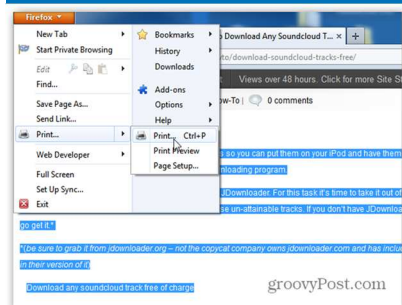 Firefox
New Tab
Bookmarks
Download Any Soundcloud T...
Start Private Browsing
History
to/download-soundcloud-tracks-free/
Edit
Downloads
Find...
Add-ons
Views over 48 hours. Click for more Site S
Save Page As...
Options
ow-To | 0 comments
Send Link...
Help
Print...
Print... Ctrl+P
Web Developer
Print Preview
s so you can put them on your iPod and have them
nloading program.
Full Screen
Page Setup...
Set Up Sync...
JDownloader. For this task it's time to take it out of
Exit
se un-attainable tracks. If you don't have JDownloa
go get it.*
*(be sure to grab it from jdownloader.org – not the copycat company owns jdownloader.com and has includ
in their version of it)
Download any soundcloud track free of charge
groovyPost.com